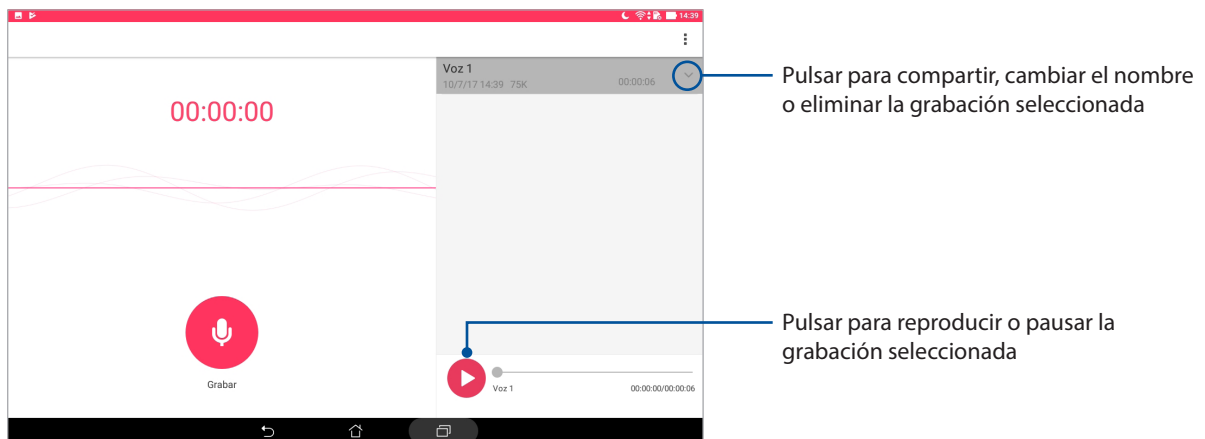 14:39
Voz 1
10/7/17 14:39 75K
00:00:06
Pulsar para compartir, cambiar el nombre
o eliminar la grabación seleccionada
00:00:00
Pulsar para reproducir o pausar la
grabación seleccionada
Grabar
Voz 1
00:00:00/00:00:06